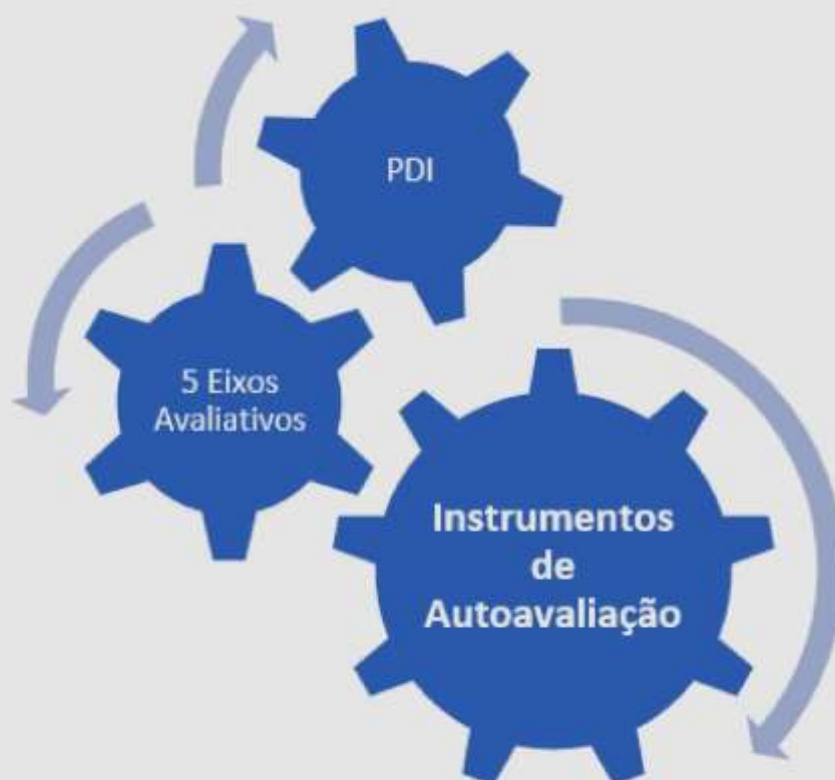 PDI
5 Eixos
Avaliativos
Instrumentos
de
Autoavaliação